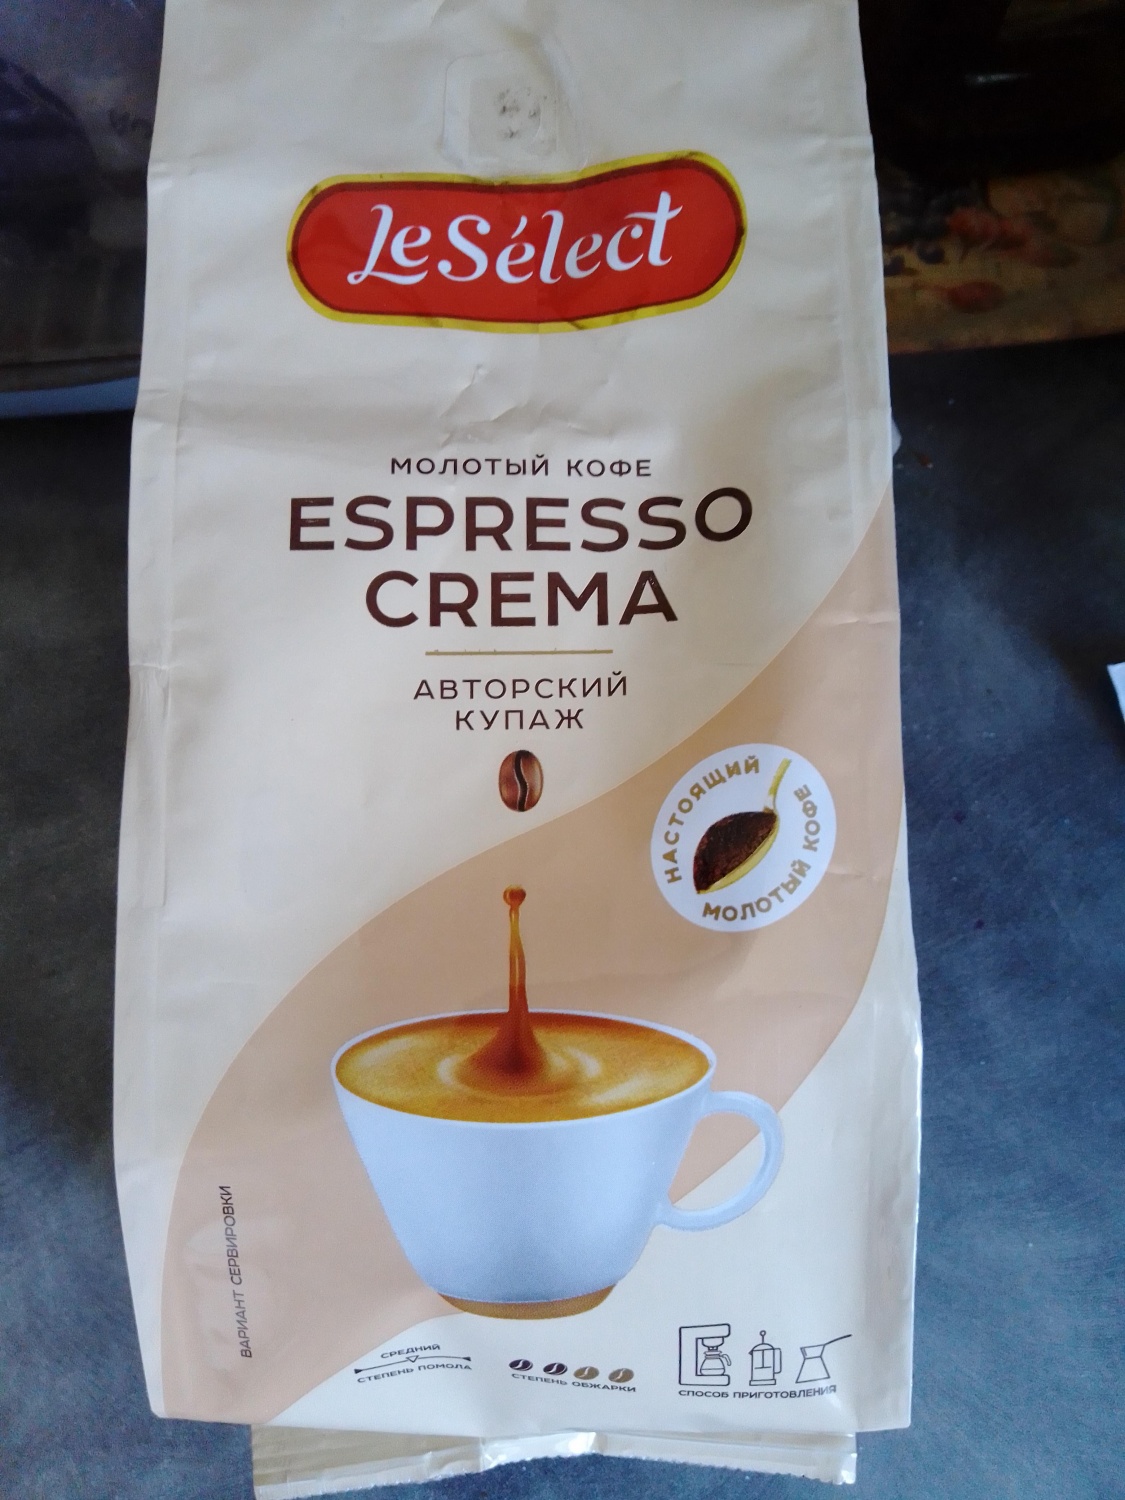 Le Sélect
МОЛОТЫЙ КОФЕ
ESPRESSO
CREMA
АВТОРСКИЙ
КУПАЖ
НАСТОЯЩИЙ
МОЛОТЫЙ КОФЕ
ВАРИАНТ СЕРВИРОВКИ
СРЕДНИЙ
СТЕПЕНЬ ПОМОЛА
СТЕПЕНЬ ОБЖАРКИ
СПОСОБ ПРИГОТОВЛЕНИЯ